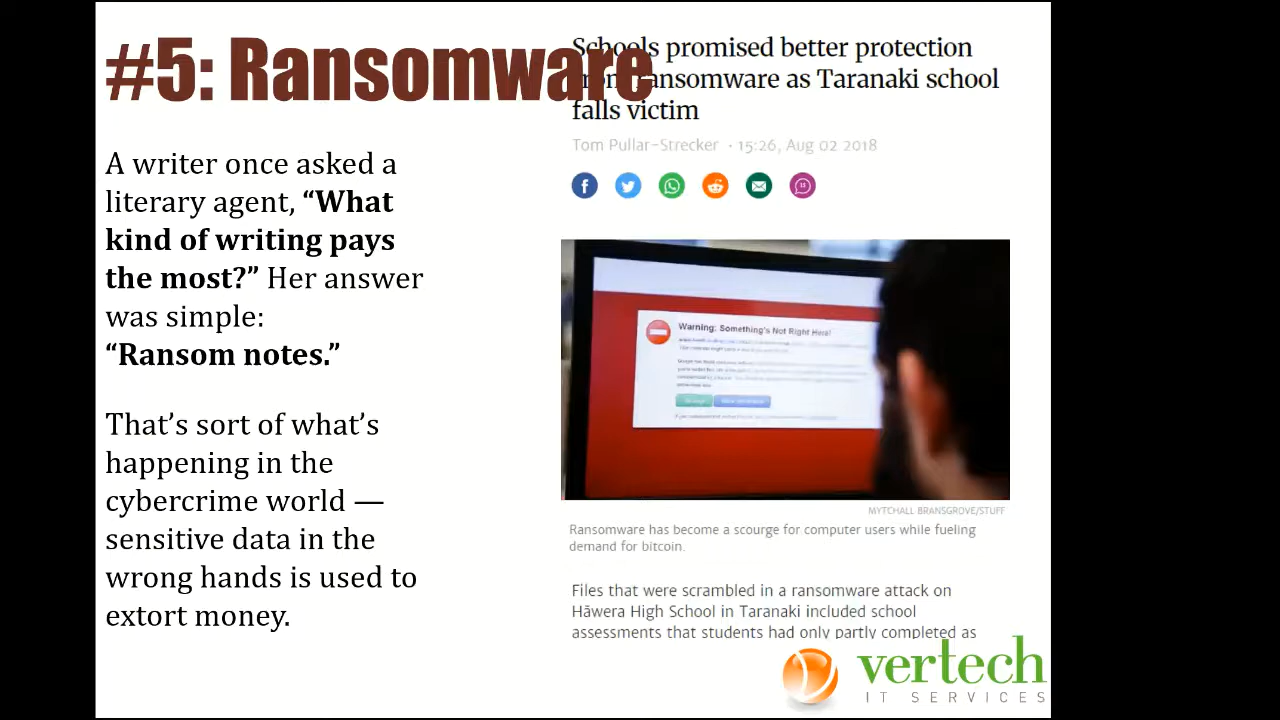 #5: Ransomware
A writer once asked a
literary agent, “What
kind of writing pays
the most?” Her answer
was simple:
“Ransom notes.”
That’s sort of what’s
happening in the
cybercrime world —
sensitive data in the
wrong hands is used to
extort money.
Schools promised better protection
from ransomware as Taranaki school
falls victim
Tom Pullar-Strecker · 15:26, Aug 02 2018
Warning: Something's Not Right Here!
MYTCHALL BRANSGROVE/STUFF
Ransomware has become a scourge for computer users while fueling
demand for bitcoin.
Files that were scrambled in a ransomware attack on
Hāwera High School in Taranaki included school
assessments that students had only partly completed as
vertech
IT SERVICES